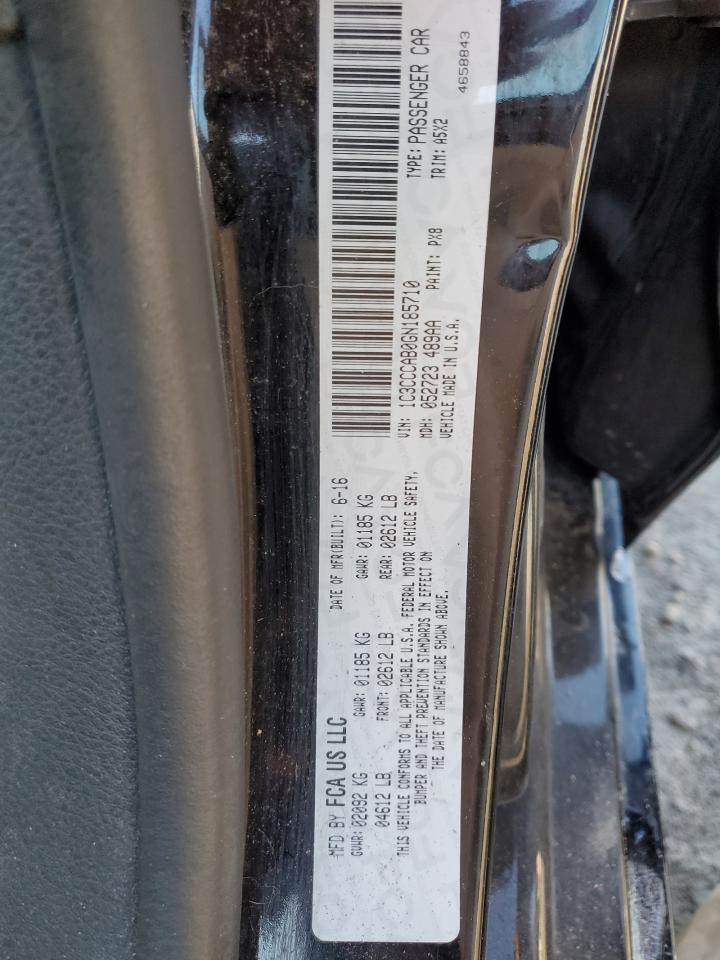 MFD BY FCA US LLC
DATE OF MFR(BUILT): 6-16
GVWR: 02092 KG
GAWR: 01185 KG
GAWR: 01185 KG
04612 LB
FRONT: 02612 LB
REAR: 02612 LB
THIS VEHICLE CONFORMS TO ALL APPLICABLE U.S.A. FEDERAL MOTOR VEHICLE SAFETY,
BUMPER AND THEFT PREVENTION STANDARDS IN EFFECT ON
THE DATE OF MANUFACTURE SHOWN ABOVE.
VIN: 1C3CCCAB0GN185710
TYPE: PASSENGER CAR
MDH: 052723 489AA
PAINT: PX8
TRIM: A5X2
VEHICLE MADE IN U.S.A.
4658843